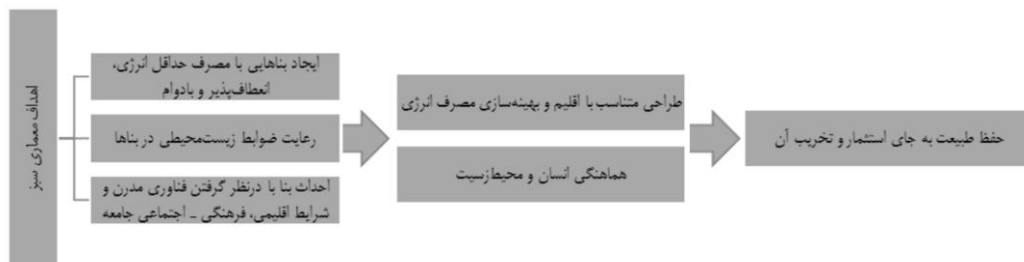 اهداف معماری سبز
ایجاد بناهایی با مصرف حداقل انرژی،
انعطاف‌پذیر و بادوام
رعایت ضوابط زیست‌محیطی در بناها
احداث بنا با درنظر گرفتن فناوری مدرن و
شرایط اقلیمی، فرهنگی ـ اجتماعی جامعه
طراحی متناسب با اقلیم و بهینه‌سازی مصرف انرژی
هماهنگی انسان و محیط‌زسیت
حفظ طبیعت به جای استثمار و تخریب آن